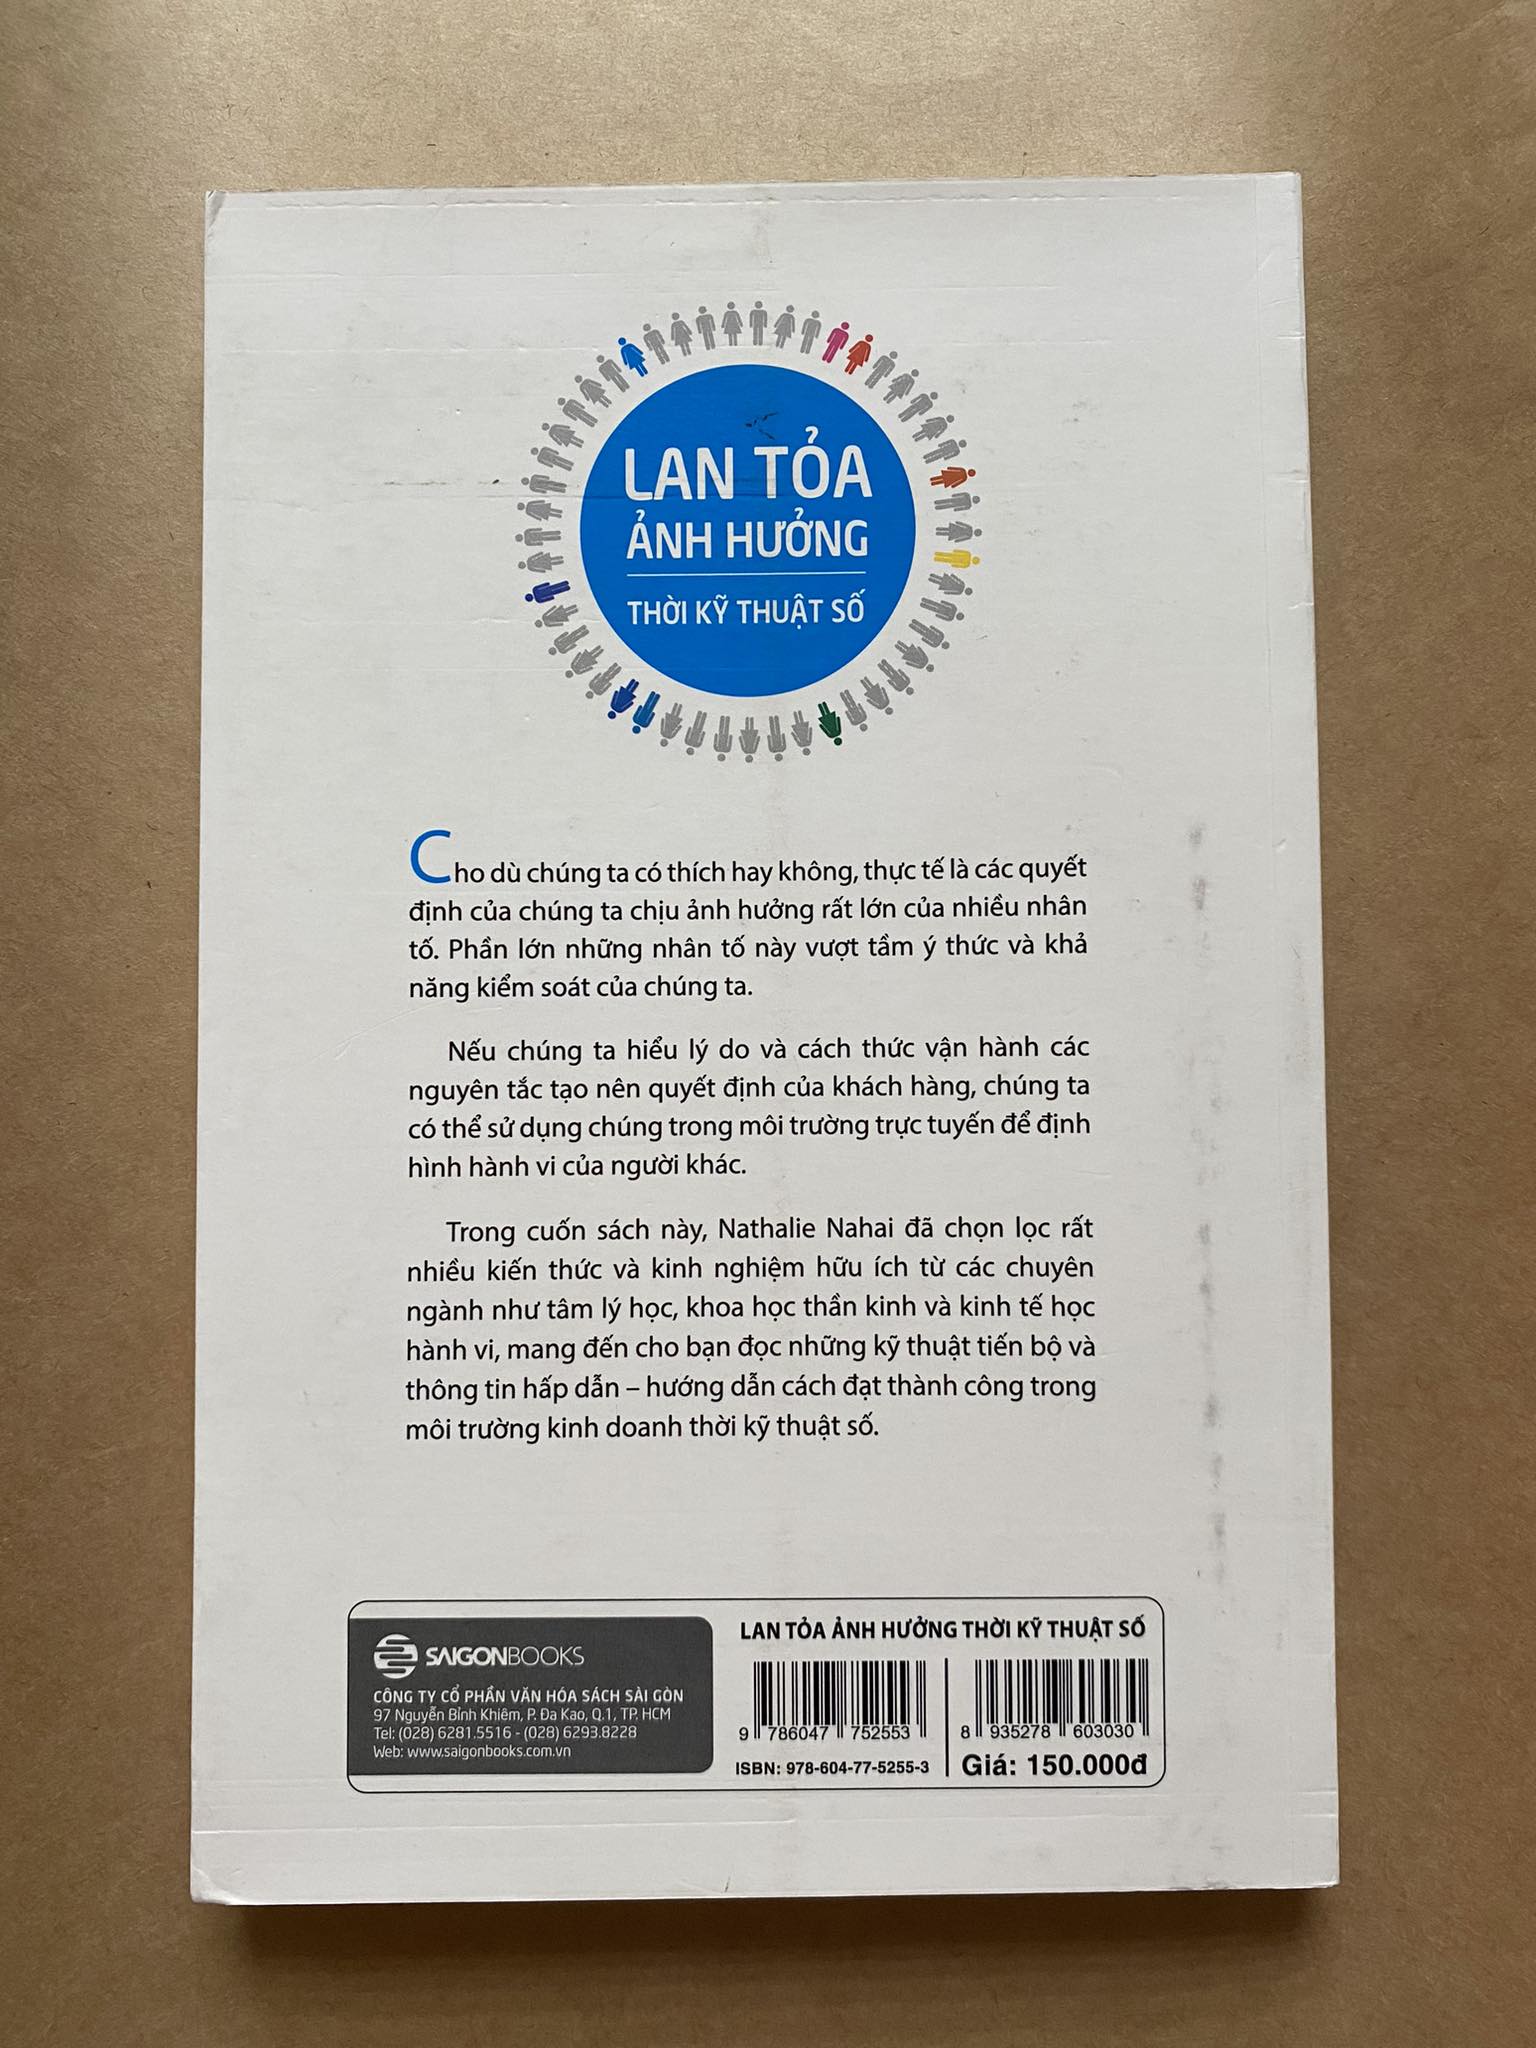 LAN TỎA
ẢNH HƯỞNG
THỜI KỸ THUẬT SỐ
Cho dù chúng ta có thích hay không, thực tế là các quyết
định của chúng ta chịu ảnh hưởng rất lớn của nhiều nhân
tố. Phần lớn những nhân tố này vượt tầm ý thức và khả
năng kiểm soát của chúng ta.
Nếu chúng ta hiểu lý do và cách thức vận hành các
nguyên tắc tạo nên quyết định của khách hàng, chúng ta
có thể sử dụng chúng trong môi trường trực tuyến để định
hình hành vi của người khác.
Trong cuốn sách này, Nathalie Nahai đã chọn lọc rất
nhiều kiến thức và kinh nghiệm hữu ích từ các chuyên
ngành như tâm lý học, khoa học thần kinh và kinh tế học
hành vi, mang đến cho bạn đọc những kỹ thuật tiến bộ và
thông tin hấp dẫn – hướng dẫn cách đạt thành công trong
môi trường kinh doanh thời kỹ thuật số.
SAIGONBOOKS
CÔNG TY CỔ PHẦN VĂN HÓA SÁCH SÀI GÒN
97 Nguyễn Bỉnh Khiêm, P. Đa Kao, Q.1, TP. HCM
Tel: (028) 6281.5516 - (028) 6293.8228
Web: www.saigonbooks.com.vn
LAN TỎA ẢNH HƯỞNG THỜI KỸ THUẬT SỐ
9 786047 752553
ISBN: 978-604-77-5255-3
8 935278 603030
Giá: 150.000đ